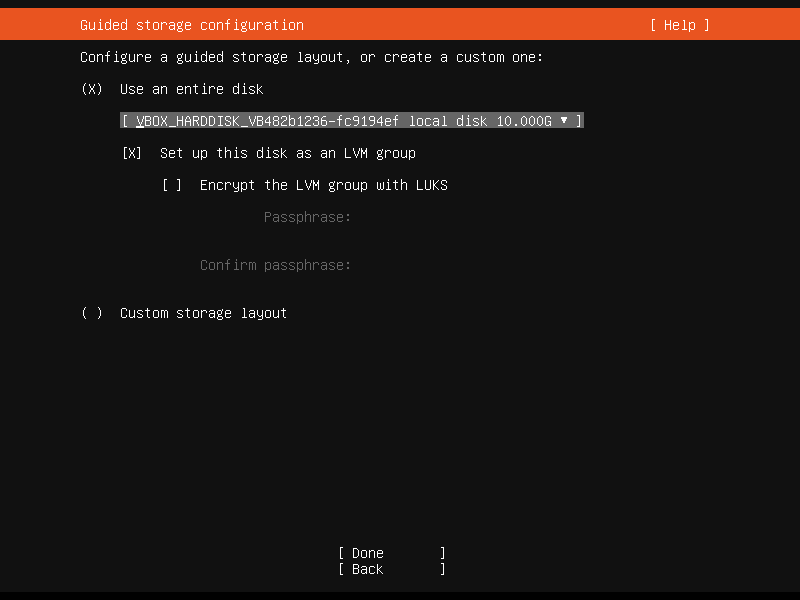 Guided storage configuration [ Help ]
Configure a guided storage layout, or create a custom one:
(X) Use an entire disk
[ VBOX_HARDDISK_VB482b1236-fc9194ef local disk 10.000G ▾ ]
[X] Set up this disk as an LVM group
[ ] Encrypt the LVM group with LUKS
Passphrase:
Confirm passphrase:
( ) Custom storage layout
[ Done ]
[ Back ]